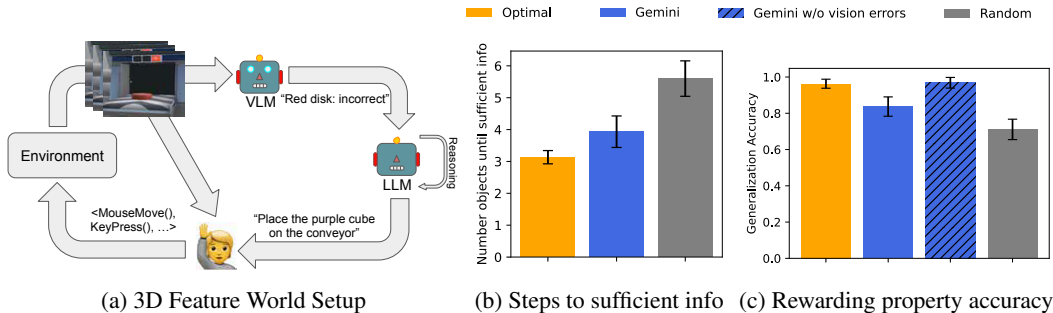 Optimal
Gemini
Gemini w/o vision errors
Random
VLM
"Red disk: incorrect"
Environment
LLM
Reasoning
<MouseMove(),
KeyPress(), ...>
"Place the purple cube
on the conveyor"
(a) 3D Feature World Setup
Number objects until sufficient info
6
5
4
3
2
1
0
(b) Steps to sufficient info
Generalization Accuracy
1.0
0.8
0.6
0.4
0.2
0.0
(c) Rewarding property accuracy